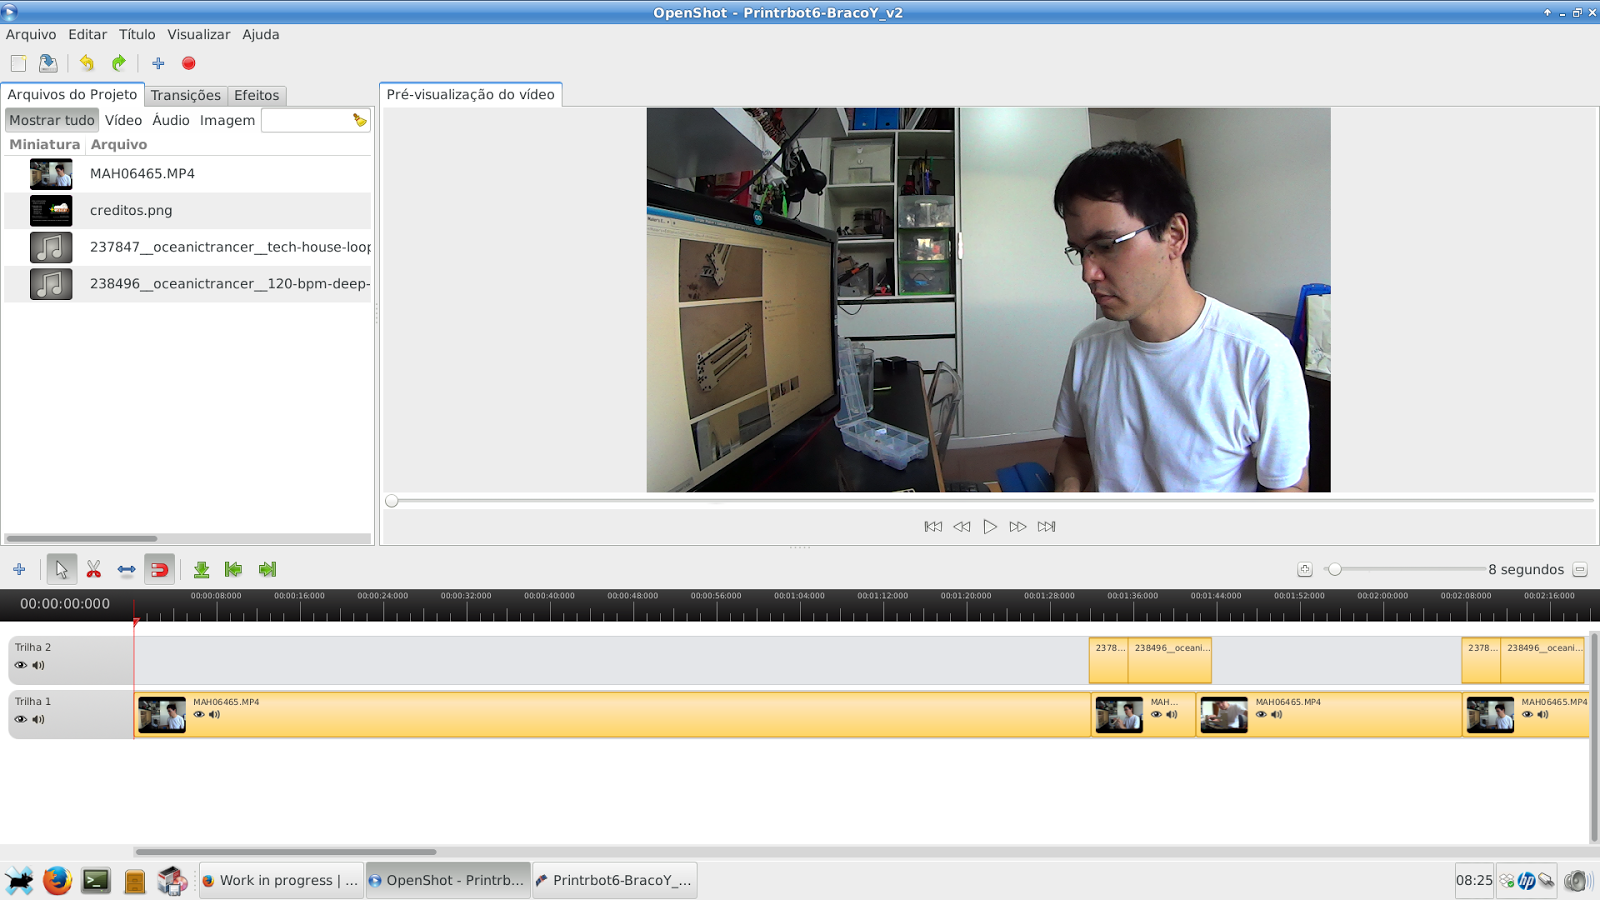 OpenShot - Printrbot6-BracoY_v2
Arquivo Editar Título Visualizar Ajuda
Arquivos do Projeto Transições Efeitos
Pré-visualização do vídeo
Mostrar tudo Vídeo Áudio Imagem
Miniatura Arquivo
MAH06465.MP4
creditos.png
237847__oceanictrancer__tech-house-loop
238496__oceanictrancer__120-bpm-deep-
8 segundos
00:00:00:000
00:00:08:000 00:00:16:000 00:00:24:000 00:00:32:000 00:00:40:000 00:00:48:000 00:00:56:000 00:01:04:000 00:01:12:000 00:01:20:000 00:01:28:000 00:01:36:000 00:01:44:000 00:01:52:000 00:02:00:000 00:02:08:000 00:02:16:000
Trilha 2
2378... 238496__oceani... 2378... 238496__oceani...
Trilha 1
MAH06465.MP4 MAH... MAH06465.MP4 MAH06465.MP4
Work in progress | ... OpenShot - Printrb... Printrbot6-BracoY_...
08:25
hp